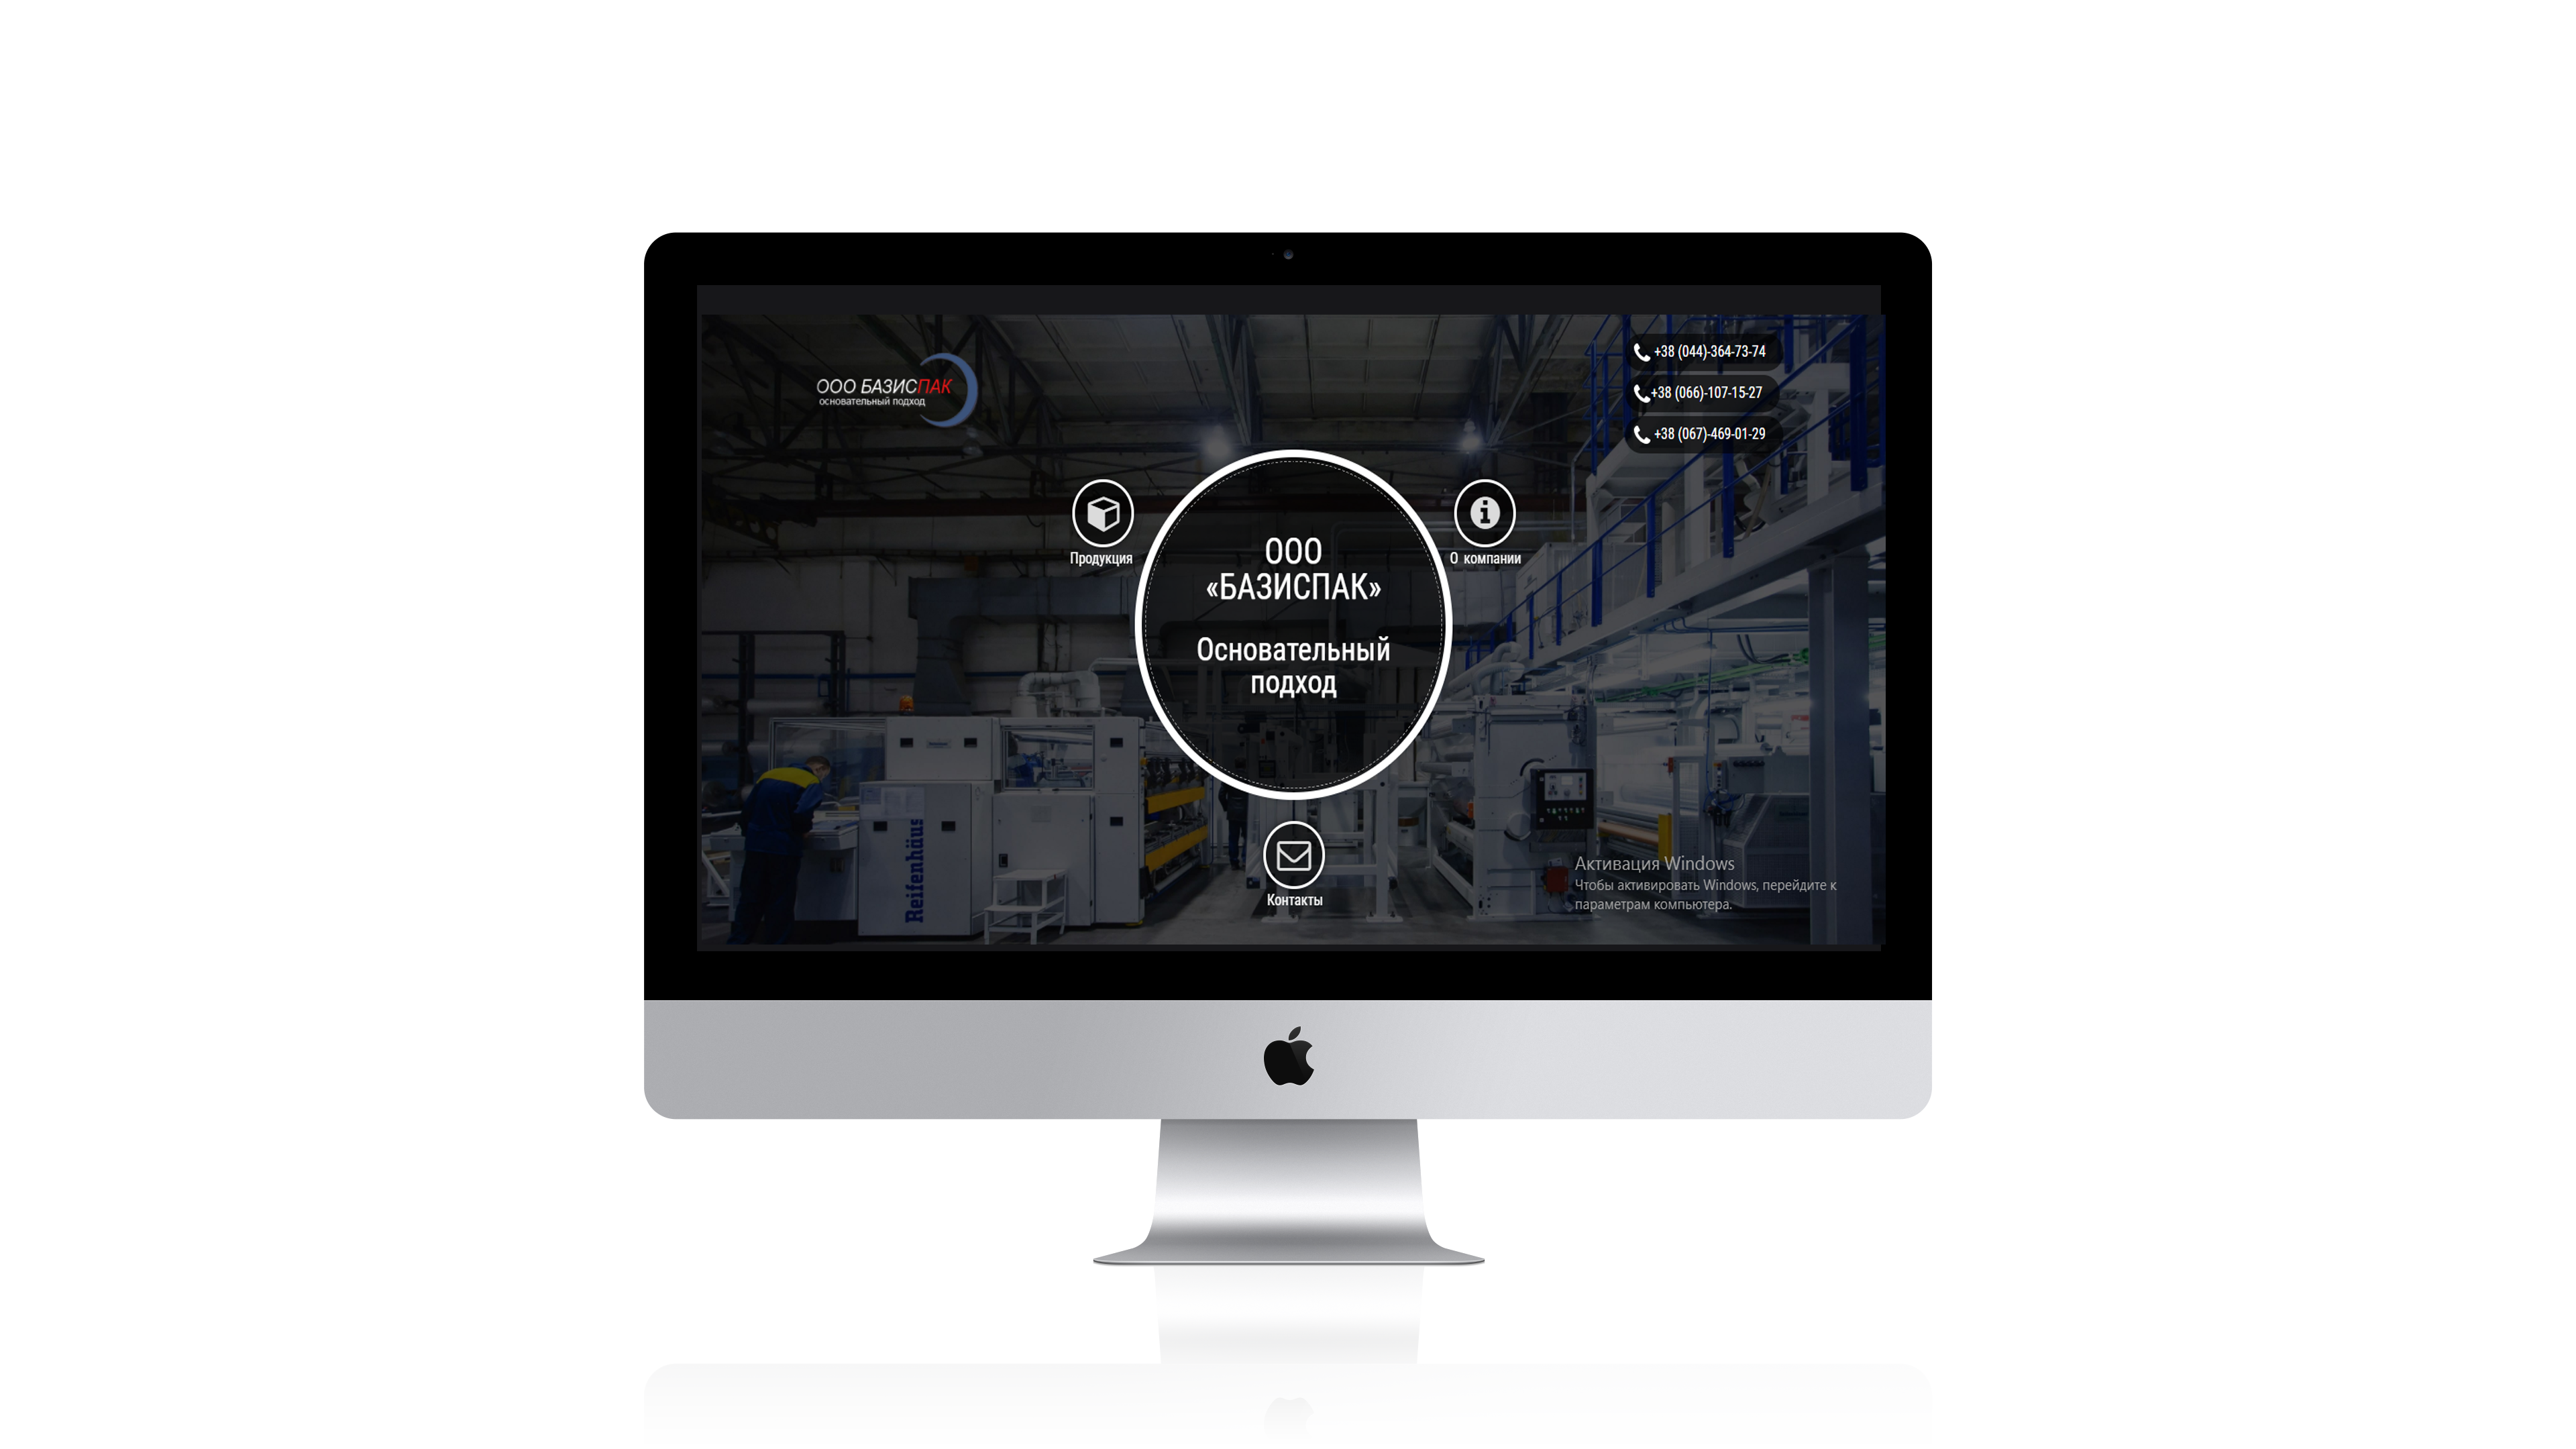 ООО БАЗИСПАК
основательный подход
+38 (044)-364-73-74
+38 (066)-107-15-27
+38 (067)-469-01-29
Продукция
О компании
ООО
«БАЗИСПАК»
Основательный
подход
Reifenhäuser
Контакты
Активация Windows
Чтобы активировать Windows, перейдите к
параметрам компьютера.